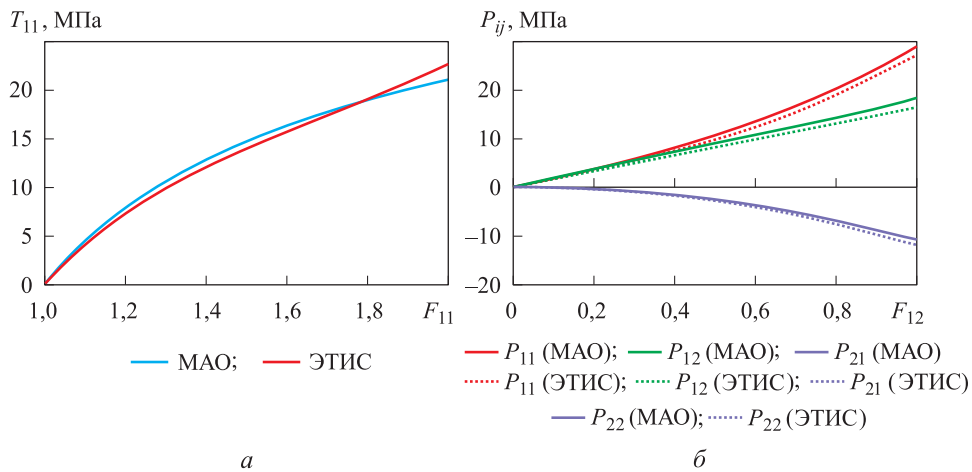 T11, МПа
20
15
10
5
0
1,0 1,2 1,4 1,6 1,8 F11
МАО; ЭТИС
а
Pij, МПа
20
10
0
−10
−20
0 0,2 0,4 0,6 0,8 F12
P11 (МАО); P12 (МАО); P21 (МАО)
P11 (ЭТИС); P12 (ЭТИС); P21 (ЭТИС)
P22 (МАО); P22 (ЭТИС)
б